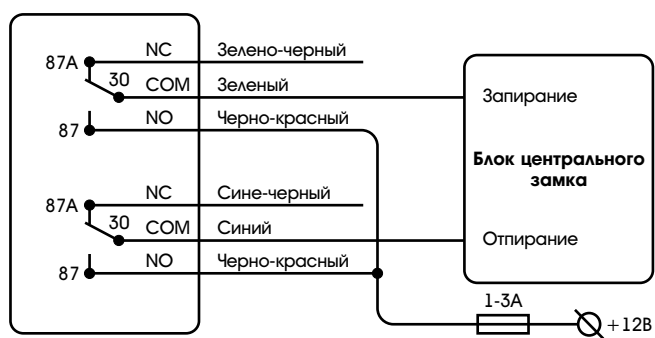 87A NC Зелено-черный
30 COM Зеленый Запирание
87 NO Черно-красный
Блок центрального
замка
87A NC Сине-черный
30 COM Синий Отпирание
87 NO Черно-красный
1-3А
+12В